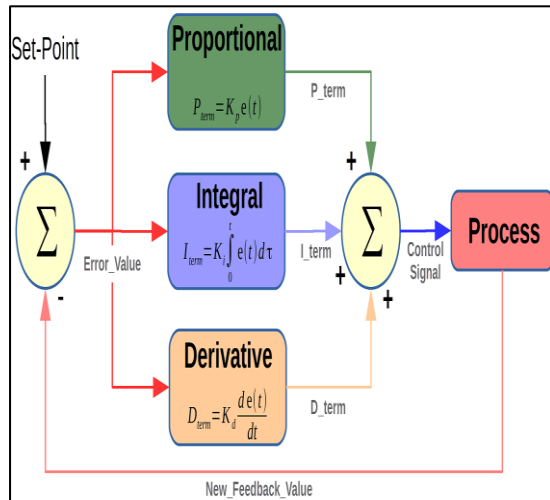 Set-Point
+
Σ
-
Error_Value
Proportional
P_term=K_p e(t)
P_term
Integral
I_term=K_i∫_0^t e(t)dτ
I_term
Derivative
D_term=K_d de(t)/dt
D_term
+
+
+
Σ
Control
Signal
Process
New_Feedback_Value